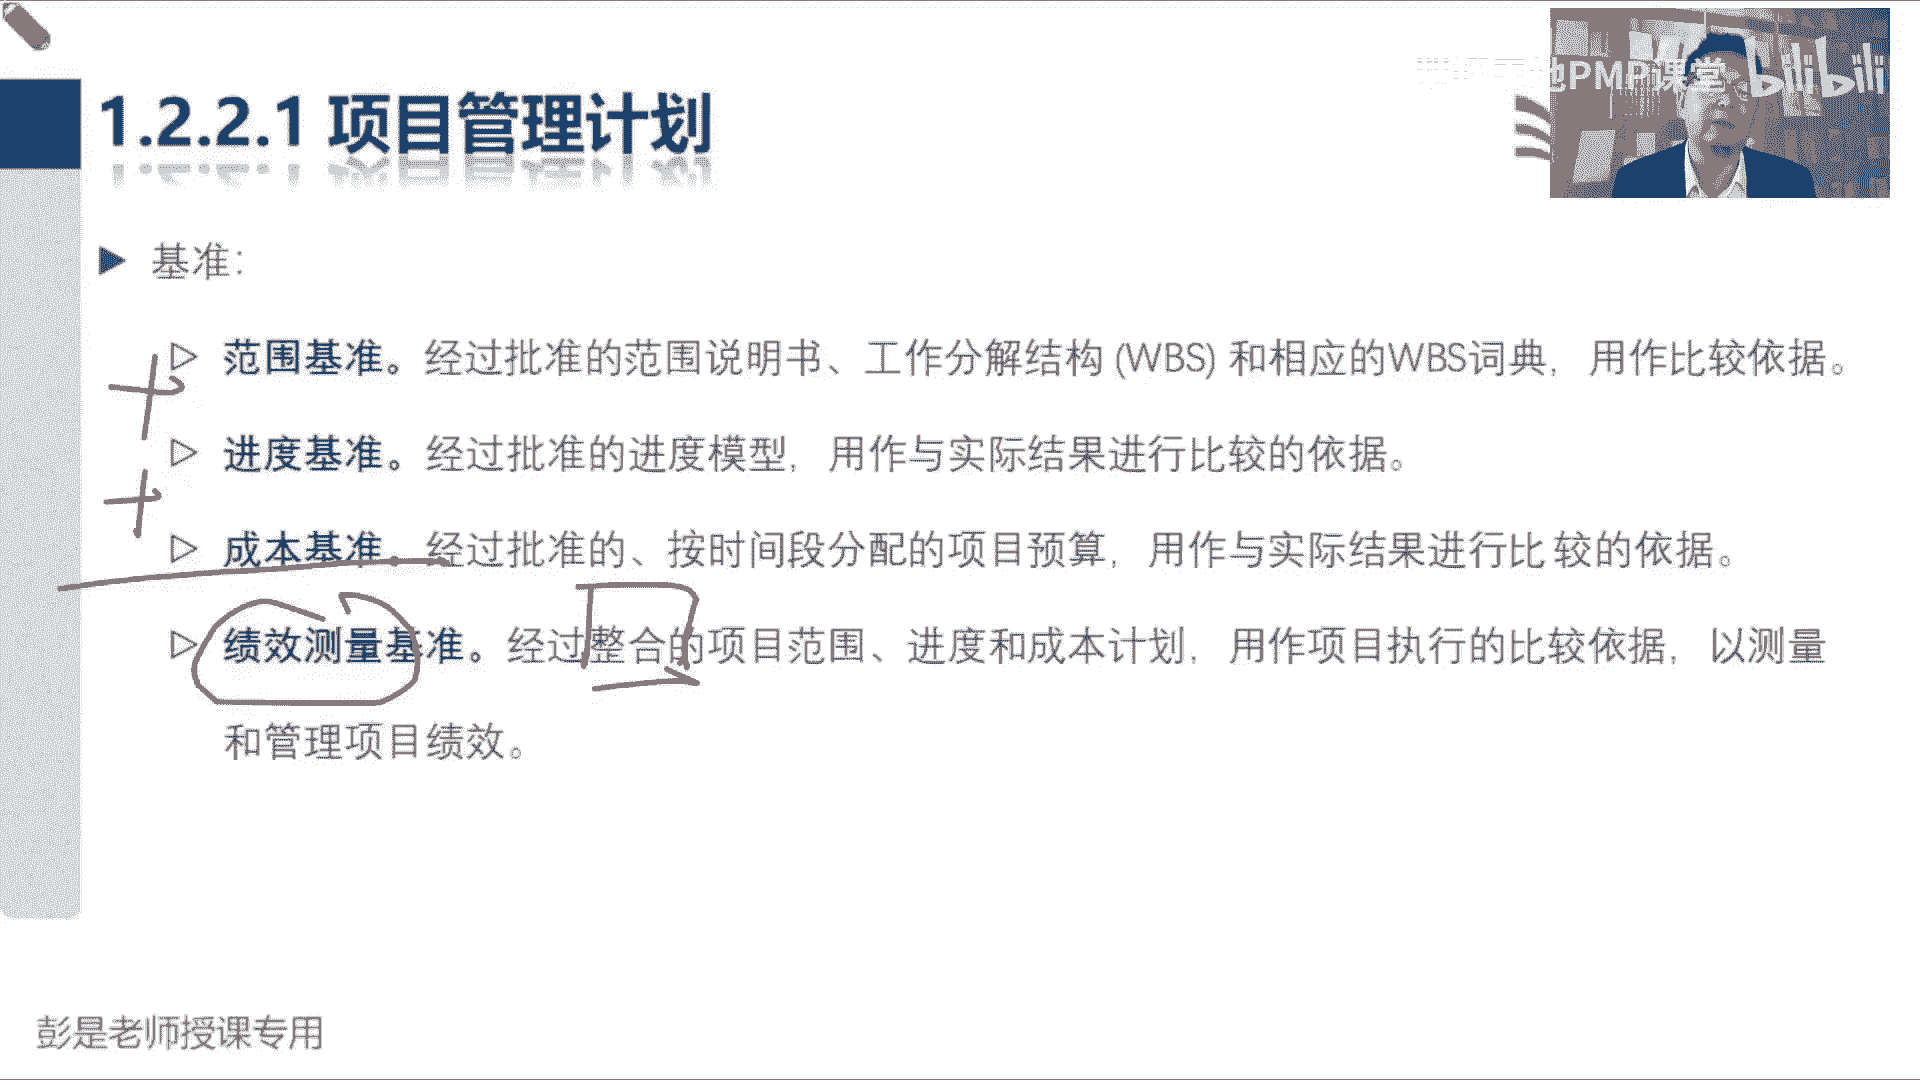 地PMP课堂 bilibili
1.2.2.1 项目管理计划
基准：
范围基准。经过批准的范围说明书、工作分解结构 (WBS) 和相应的WBS词典，用作比较依据。
进度基准。经过批准的进度模型，用作与实际结果进行比较的依据。
成本基准。经过批准的、按时间段分配的项目预算，用作与实际结果进行比较的依据。
绩效测量基准。经过整合的项目范围、进度和成本计划，用作项目执行的比较依据，以测量
和管理项目绩效。
彭是老师授课专用